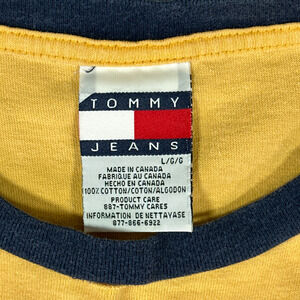 TOMMY
JEANS
L/G/G
MADE IN CANADA
FABRIQUE AU CANADA
HECHO EN CANADA
100% COTTON/COTON/ALGODON
PRODUCT CARE
887-TOMMY CARES
INFORMATION DE NETTAYASE
877-866-6922